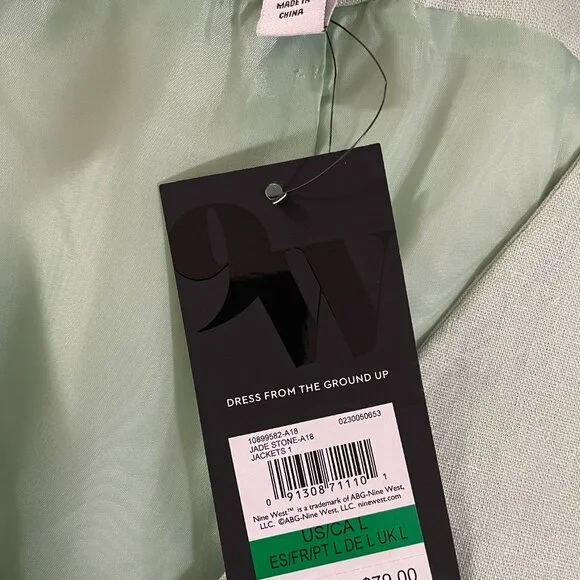 MADE IN
CHINA
9W
DRESS FROM THE GROUND UP
10899582-A18 0230050653
JADE STONE-A18
JACKETS 1
0 91308 71110 1
Nine West™ is a trademark of ABG-Nine West,
LLC. ©ABG-Nine West, LLC. ninewest.com
US/CA L
ES/FR/PT L DE L UK L
$79.00